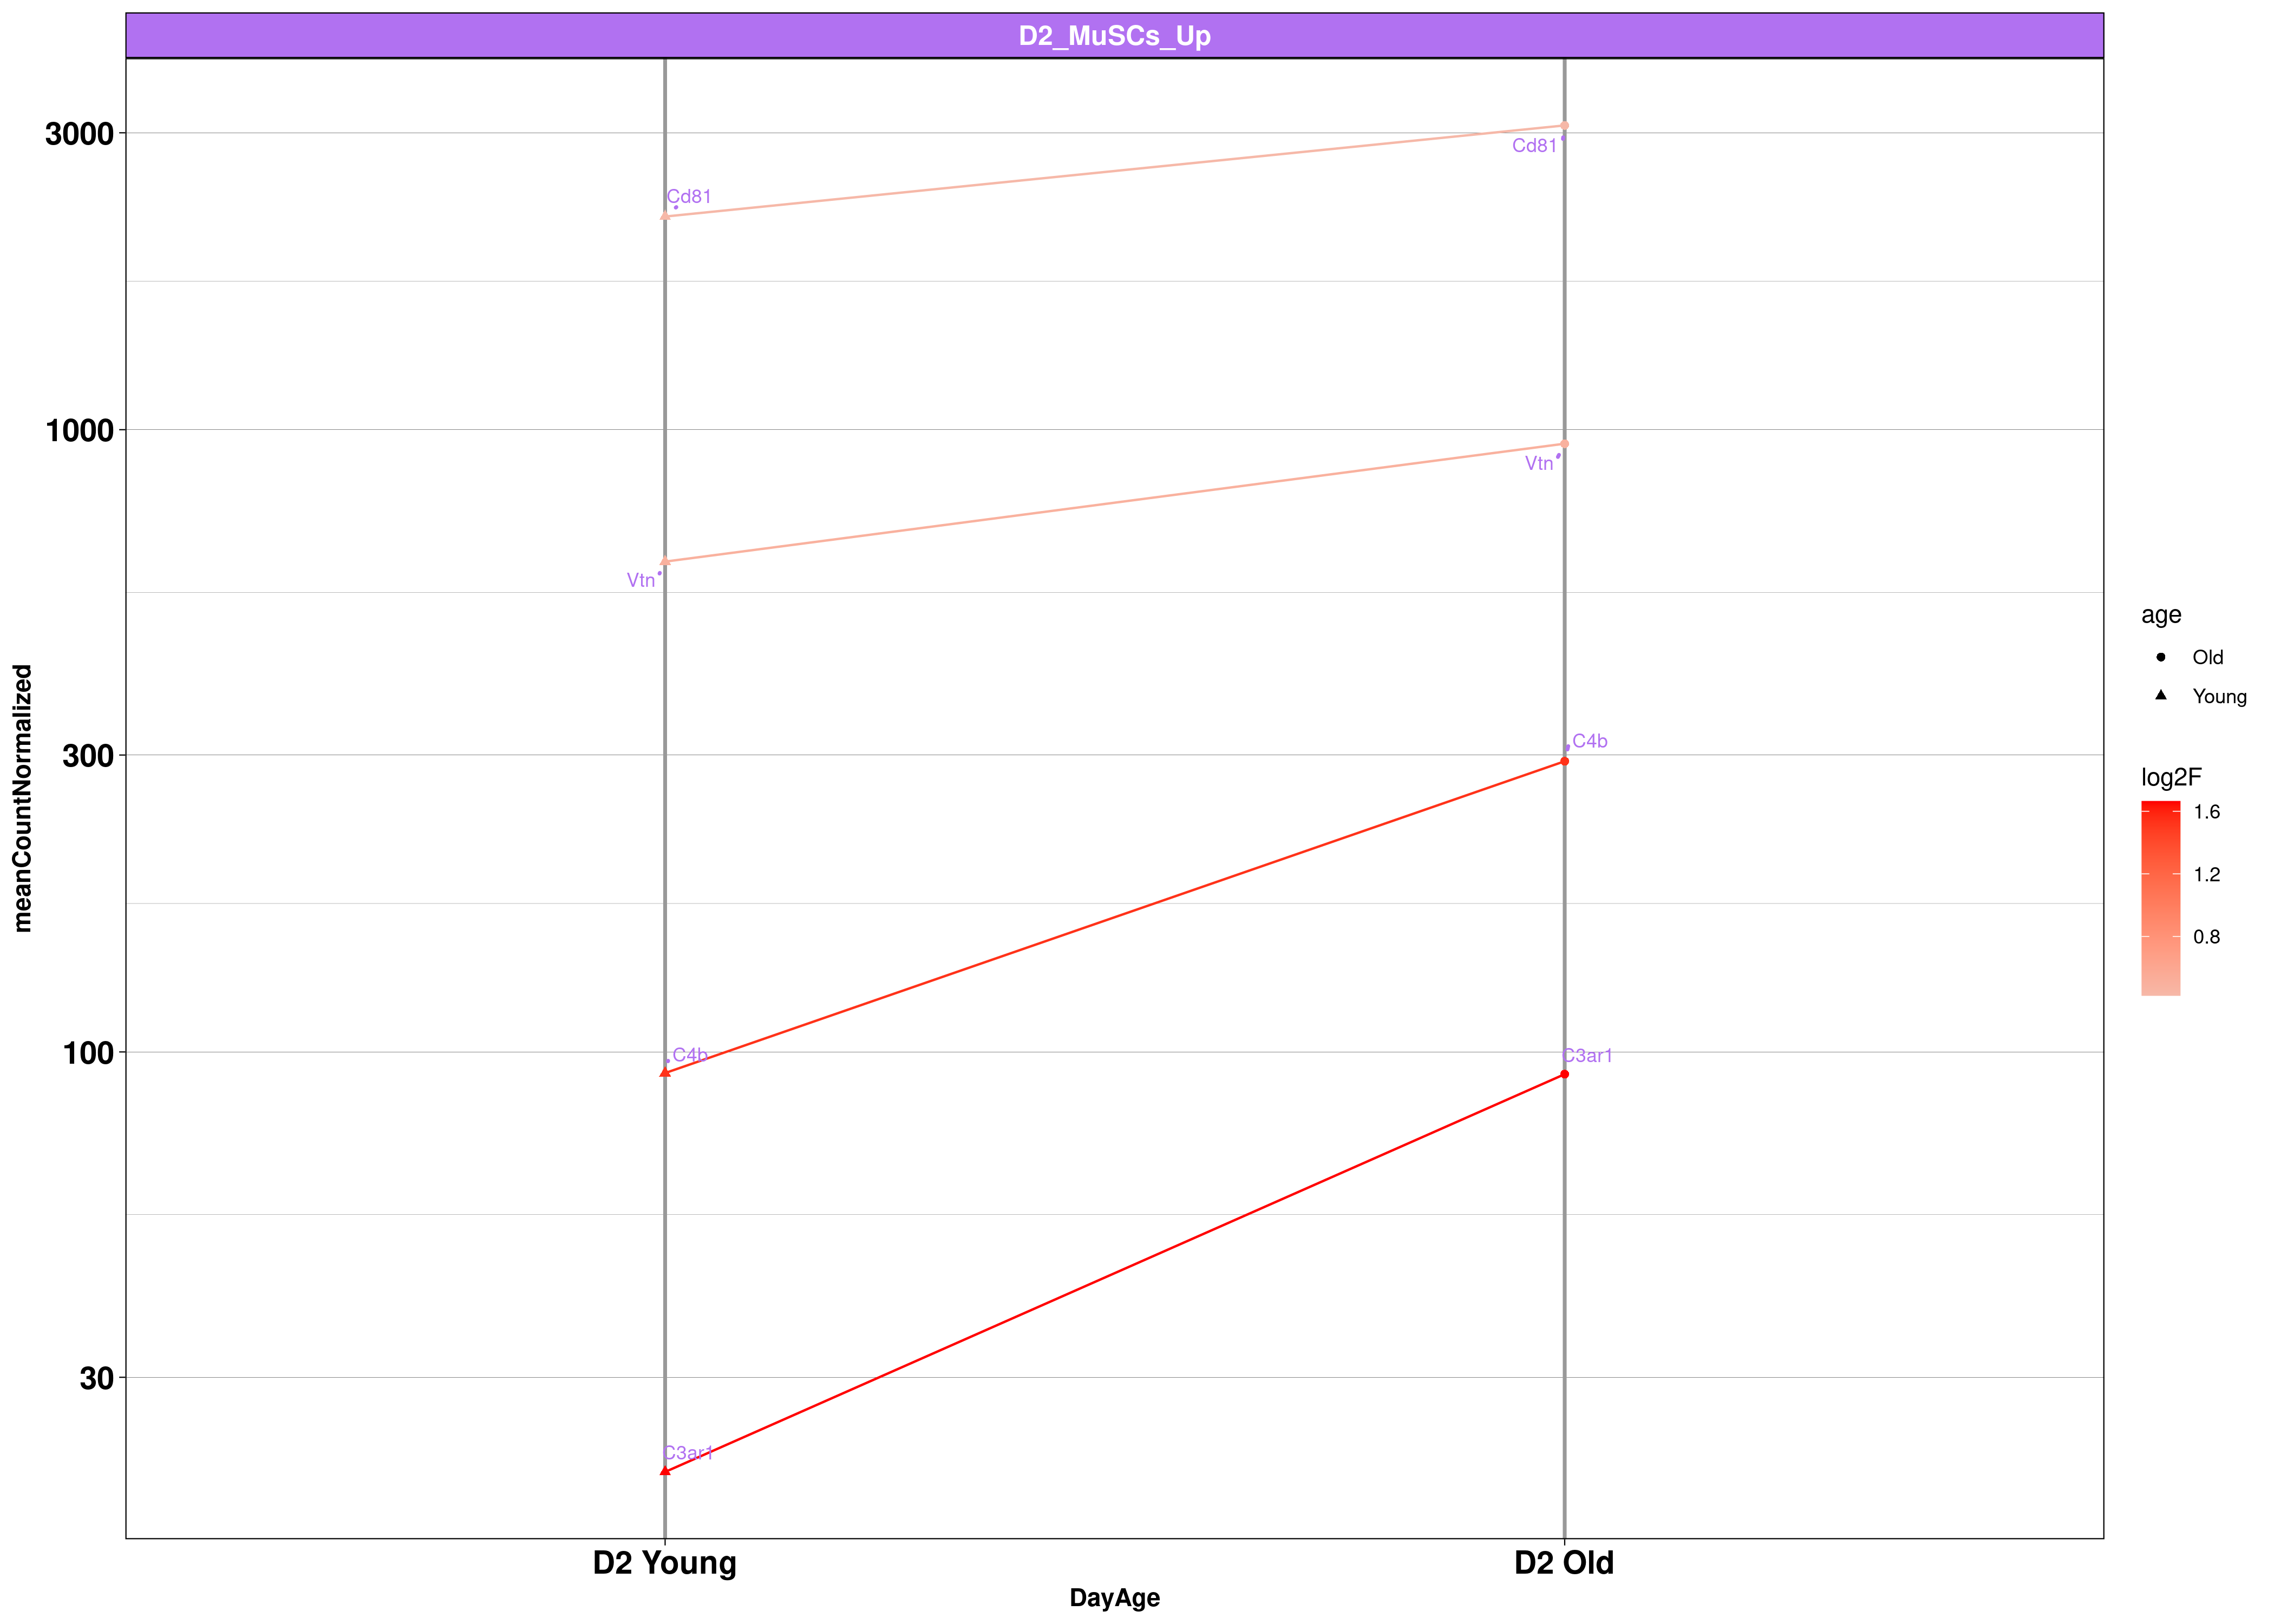 D2_MuSCs_Up
3000
1000
300
100
30
meanCountNormalized
Cd81
Cd81
Vtn
Vtn
C4b
C4b
C3ar1
C3ar1
D2 Young
D2 Old
DayAge
age
Old
Young
log2F
1.6
1.2
0.8